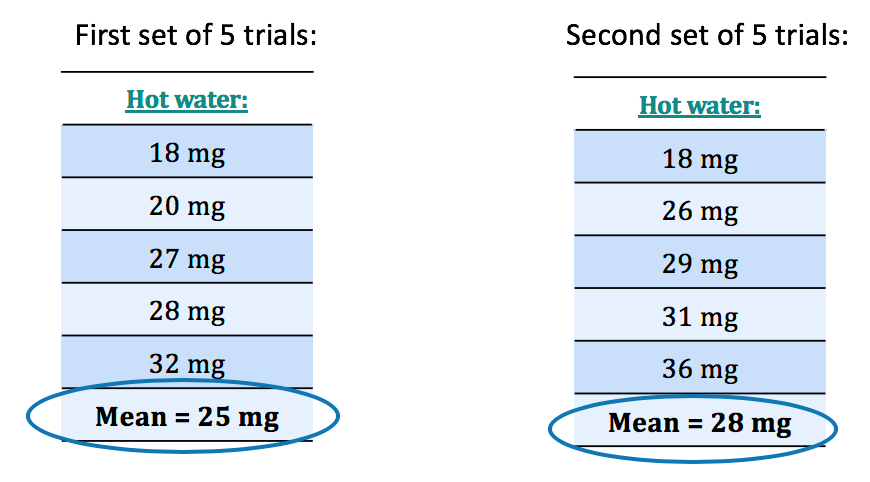 First set of 5 trials:
Hot water:
18 mg
20 mg
27 mg
28 mg
32 mg
Mean = 25 mg
Second set of 5 trials:
Hot water:
18 mg
26 mg
29 mg
31 mg
36 mg
Mean = 28 mg